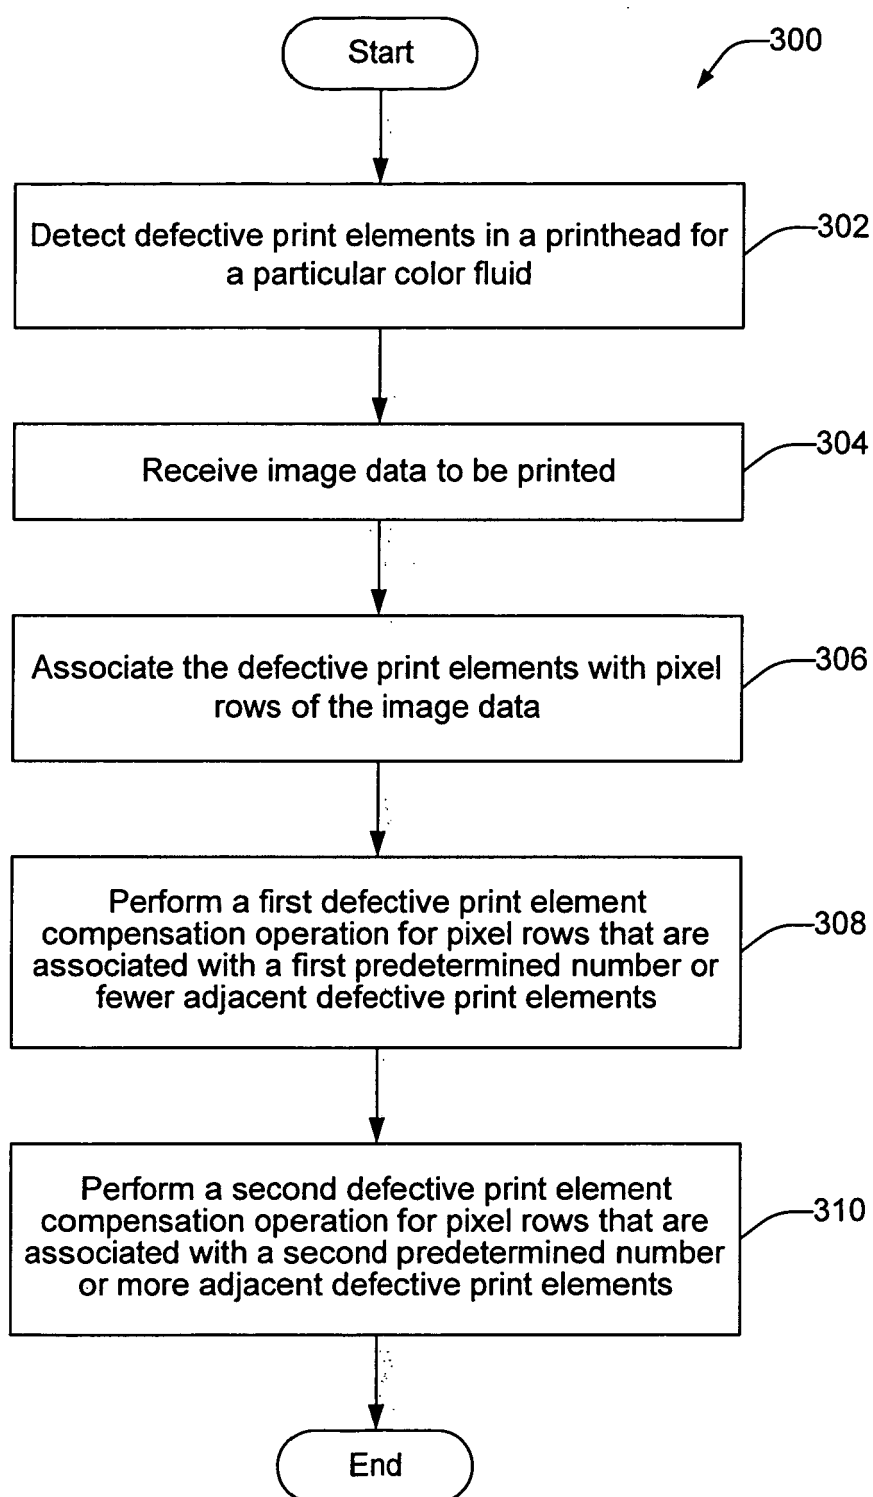 Start
300
Detect defective print elements in a printhead for
a particular color fluid
302
Receive image data to be printed
304
Associate the defective print elements with pixel
rows of the image data
306
Perform a first defective print element
compensation operation for pixel rows that are
associated with a first predetermined number or
fewer adjacent defective print elements
308
Perform a second defective print element
compensation operation for pixel rows that are
associated with a second predetermined number
or more adjacent defective print elements
310
End